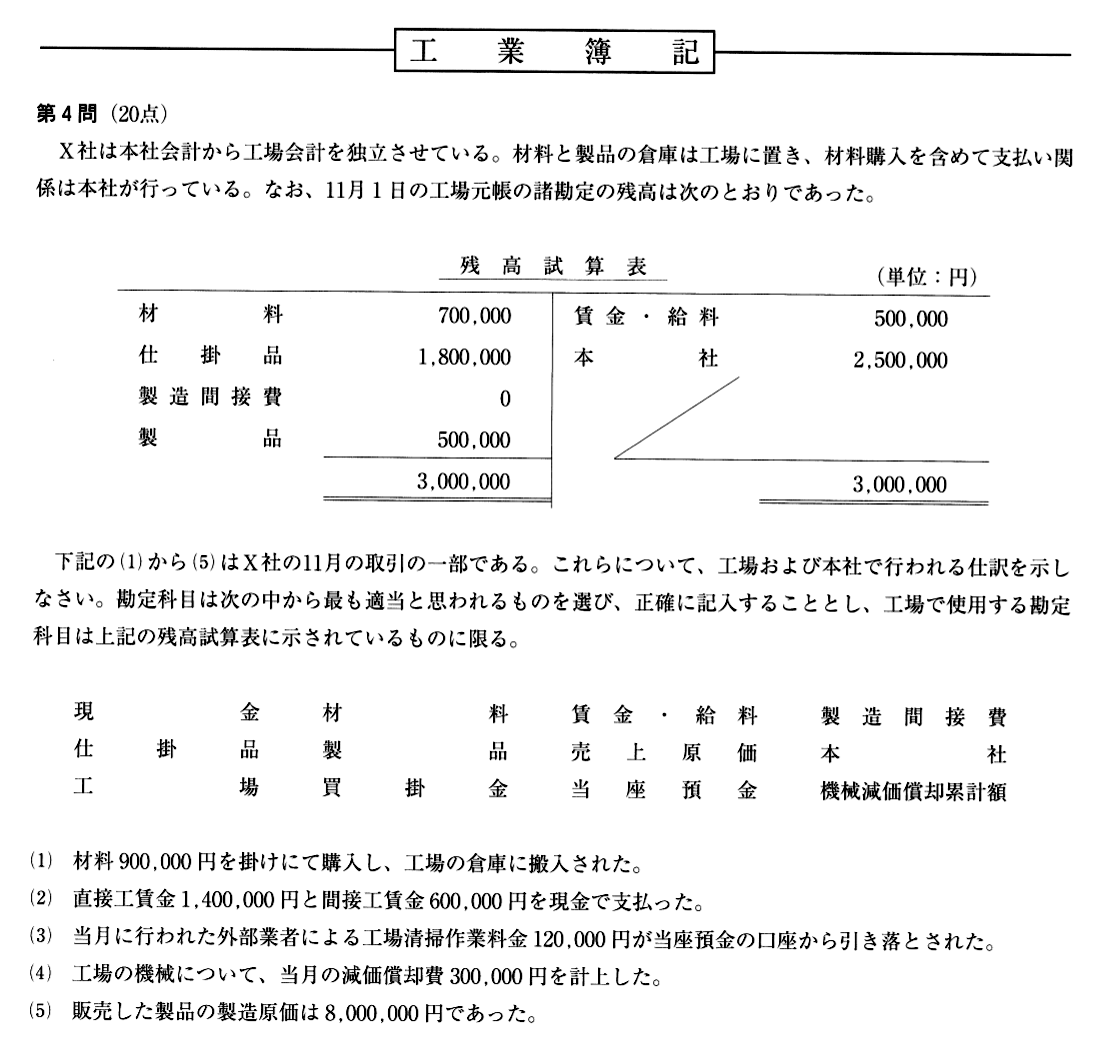 工業簿記
第4問（20点）
X社は本社会計から工場会計を独立させている。材料と製品の倉庫は工場に置き、材料購入を含めて支払い関
係は本社が行っている。なお、11月1日の工場元帳の諸勘定の残高は次のとおりであった。
残高試算表
（単位：円）
材料 700,000 賃金・給料 500,000
仕掛品 1,800,000 本社 2,500,000
製造間接費 0
製品 500,000
3,000,000 3,000,000
下記の(1)から(5)はX社の11月の取引の一部である。これらについて、工場および本社で行われる仕訳を示し
なさい。勘定科目は次の中から最も適当と思われるものを選び、正確に記入することとし、工場で使用する勘定
科目は上記の残高試算表に示されているものに限る。
現金 材料 賃金・給料 製造間接費
仕掛品 製品 売上原価 本社
工場 買掛金 当座預金 機械減価償却累計額
(1) 材料900,000円を掛けにて購入し、工場の倉庫に搬入された。
(2) 直接工賃金1,400,000円と間接工賃金600,000円を現金で支払った。
(3) 当月に行われた外部業者による工場清掃作業料金120,000円が当座預金の口座から引き落とされた。
(4) 工場の機械について、当月の減価償却費300,000円を計上した。
(5) 販売した製品の製造原価は8,000,000円であった。